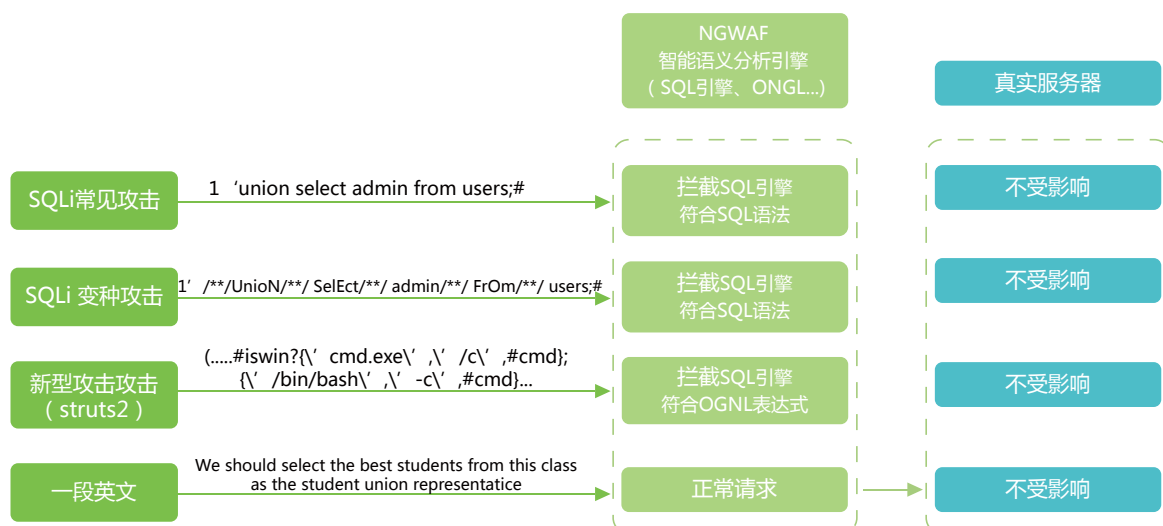 NGWAF
智能语义分析引擎
（SQL引擎、ONGL...)
真实服务器
SQLi常见攻击
1‘union select admin from users;#
拦截SQL引擎
符合SQL语法
不受影响
SQLi 变种攻击
1’/**/UnioN/**/ SelEct/**/ admin/**/ FrOm/**/ users;#
拦截SQL引擎
符合SQL语法
不受影响
新型攻击攻击
（struts2）
(.....#iswin?{\’cmd.exe\’,\’/c\’,#cmd};
{\’/bin/bash\’,\’-c\’,#cmd}...
拦截SQL引擎
符合OGNL表达式
不受影响
一段英文
We should select the best students from this class
as the student union representatice
正常请求
不受影响